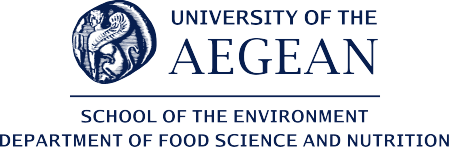 UNIVERSITY OF THE
AEGEAN
SCHOOL OF THE ENVIRONMENT
DEPARTMENT OF FOOD SCIENCE AND NUTRITION